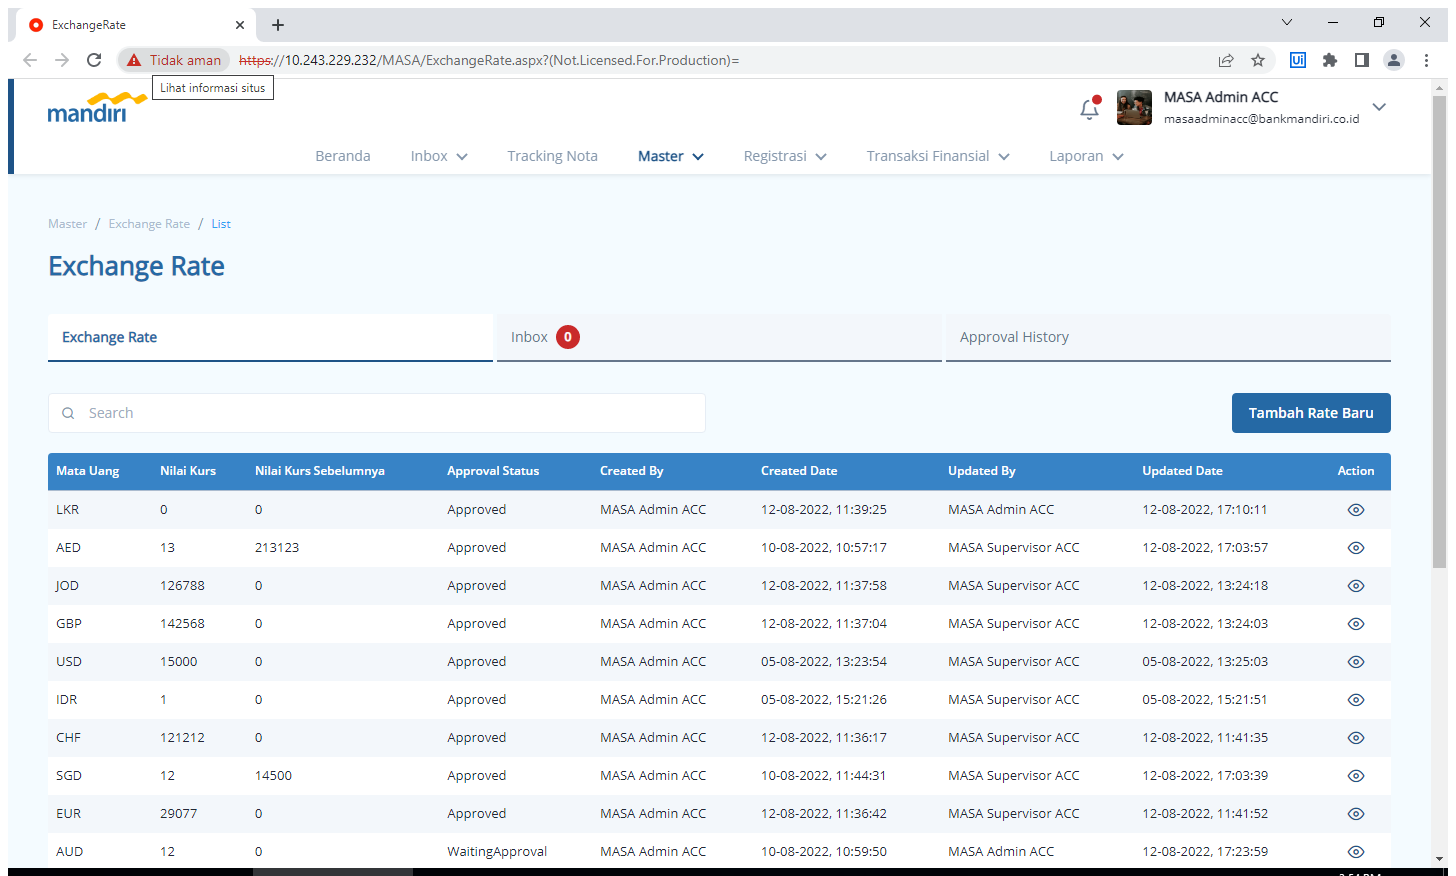 ExchangeRate
Tidak aman https://10.243.229.232/MASA/ExchangeRate.aspx?(Not.Licensed.For.Production)=
Lihat informasi situs
mandiri
MASA Admin ACC
masaadminacc@bankmandiri.co.id
Beranda Inbox Tracking Nota Master Registrasi Transaksi Finansial Laporan
Master / Exchange Rate / List
Exchange Rate
Exchange Rate Inbox 0 Approval History
Search Tambah Rate Baru
Mata Uang Nilai Kurs Nilai Kurs Sebelumnya Approval Status Created By Created Date Updated By Updated Date Action
LKR 0 0 Approved MASA Admin ACC 12-08-2022, 11:39:25 MASA Admin ACC 12-08-2022, 17:10:11
AED 13 213123 Approved MASA Admin ACC 10-08-2022, 10:57:17 MASA Supervisor ACC 12-08-2022, 17:03:57
JOD 126788 0 Approved MASA Admin ACC 12-08-2022, 11:37:58 MASA Supervisor ACC 12-08-2022, 13:24:18
GBP 142568 0 Approved MASA Admin ACC 12-08-2022, 11:37:04 MASA Supervisor ACC 12-08-2022, 13:24:03
USD 15000 0 Approved MASA Admin ACC 05-08-2022, 13:23:54 MASA Supervisor ACC 05-08-2022, 13:25:03
IDR 1 0 Approved MASA Admin ACC 05-08-2022, 15:21:26 MASA Supervisor ACC 05-08-2022, 15:21:51
CHF 121212 0 Approved MASA Admin ACC 12-08-2022, 11:36:17 MASA Supervisor ACC 12-08-2022, 11:41:35
SGD 12 14500 Approved MASA Admin ACC 10-08-2022, 11:44:31 MASA Supervisor ACC 12-08-2022, 17:03:39
EUR 29077 0 Approved MASA Admin ACC 12-08-2022, 11:36:42 MASA Supervisor ACC 12-08-2022, 11:41:52
AUD 12 0 WaitingApproval MASA Admin ACC 10-08-2022, 10:59:50 MASA Admin ACC 12-08-2022, 17:23:59